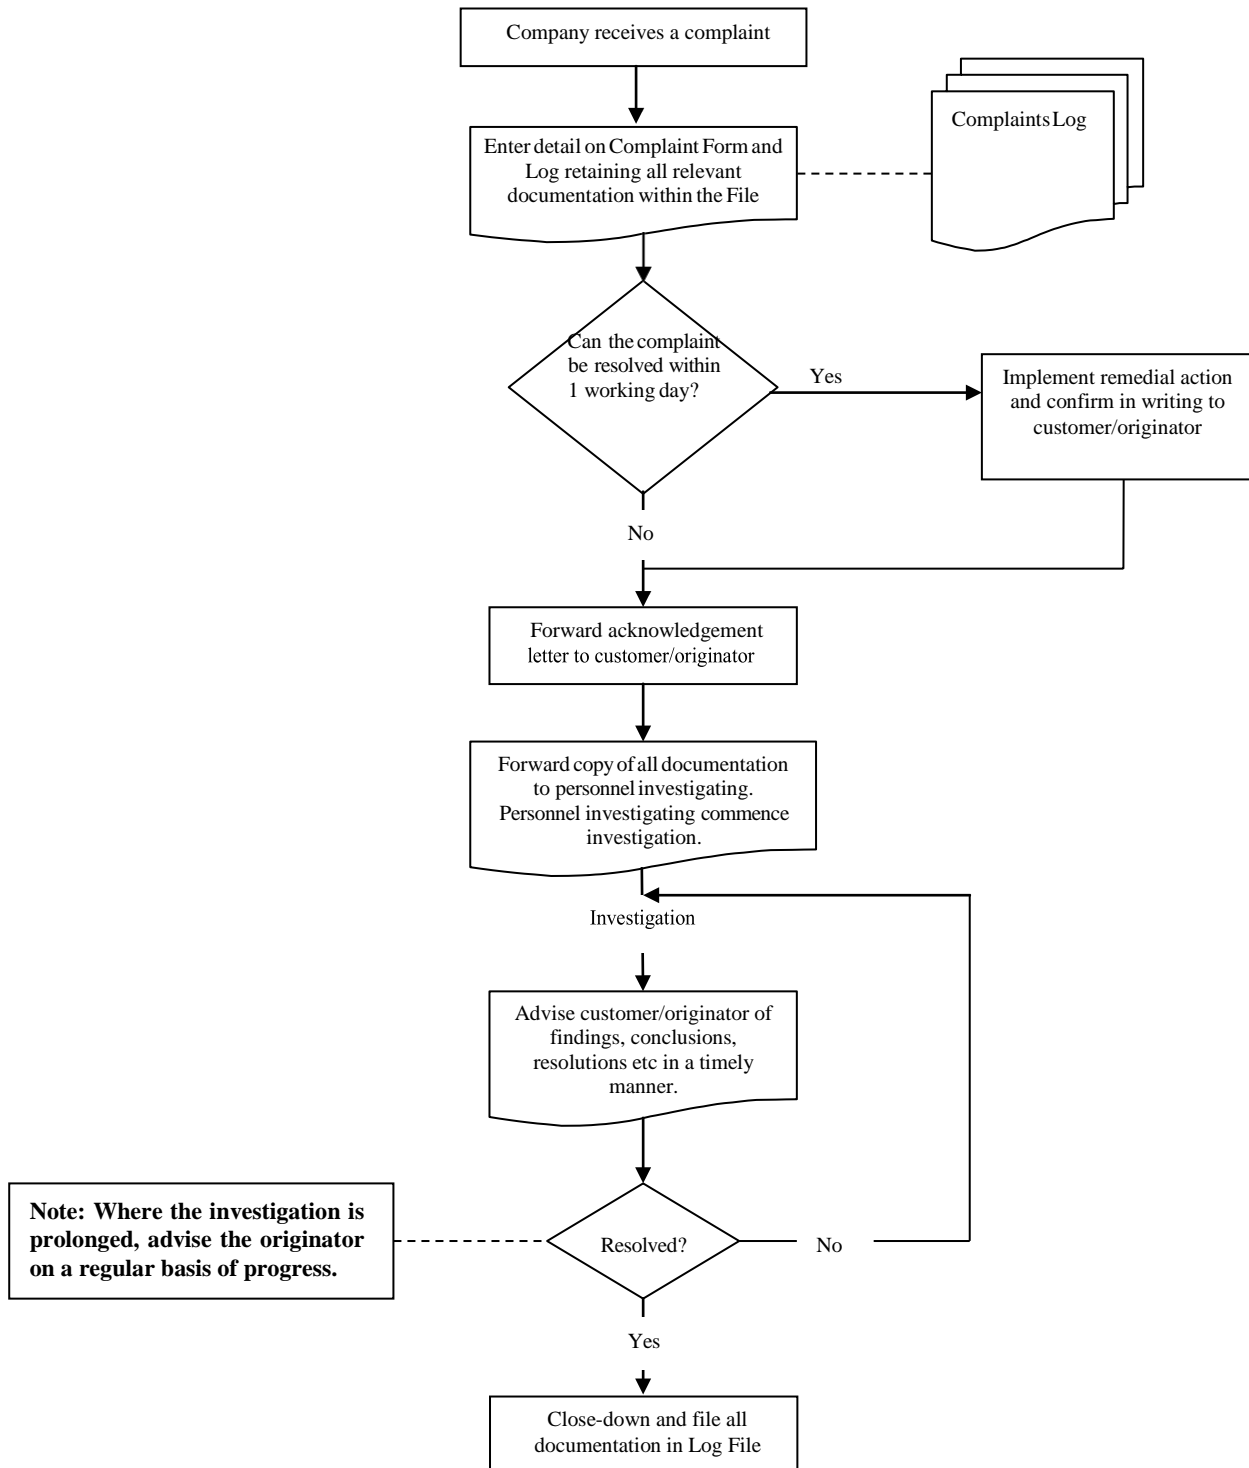 Company receives a complaint
Complaints Log
Enter detail on Complaint Form and
Log retaining all relevant
documentation within the File
Can the complaint
be resolved within
1 working day?
Yes
Implement remedial action
and confirm in writing to
customer/originator
No
Forward acknowledgement
letter to customer/originator
Forward copy of all documentation
to personnel investigating.
Personnel investigating commence
investigation.
Investigation
Advise customer/originator of
findings, conclusions,
resolutions etc in a timely
manner.
Note: Where the investigation is
prolonged, advise the originator
on a regular basis of progress.
Resolved?
No
Yes
Close-down and file all
documentation in Log File